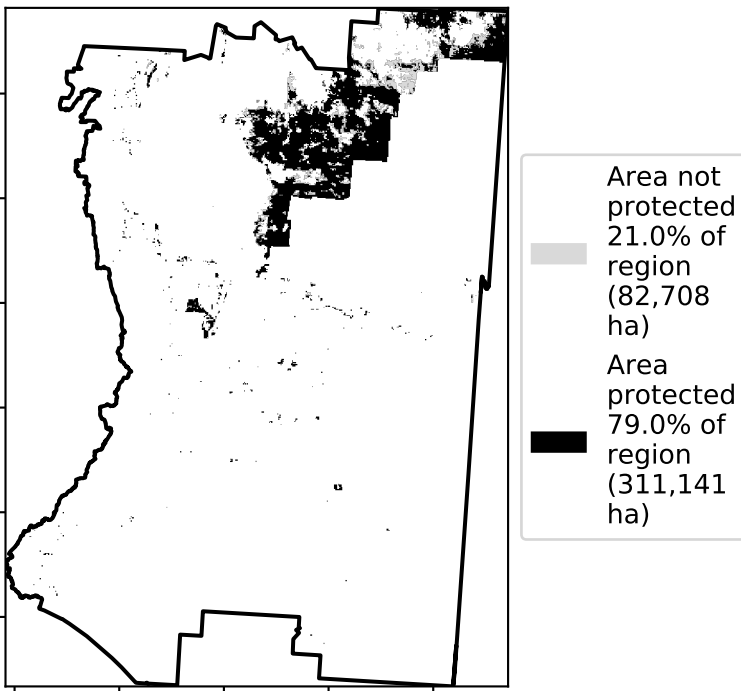 Area not
protected
21.0% of
region
(82,708
ha)
Area
protected
79.0% of
region
(311,141
ha)